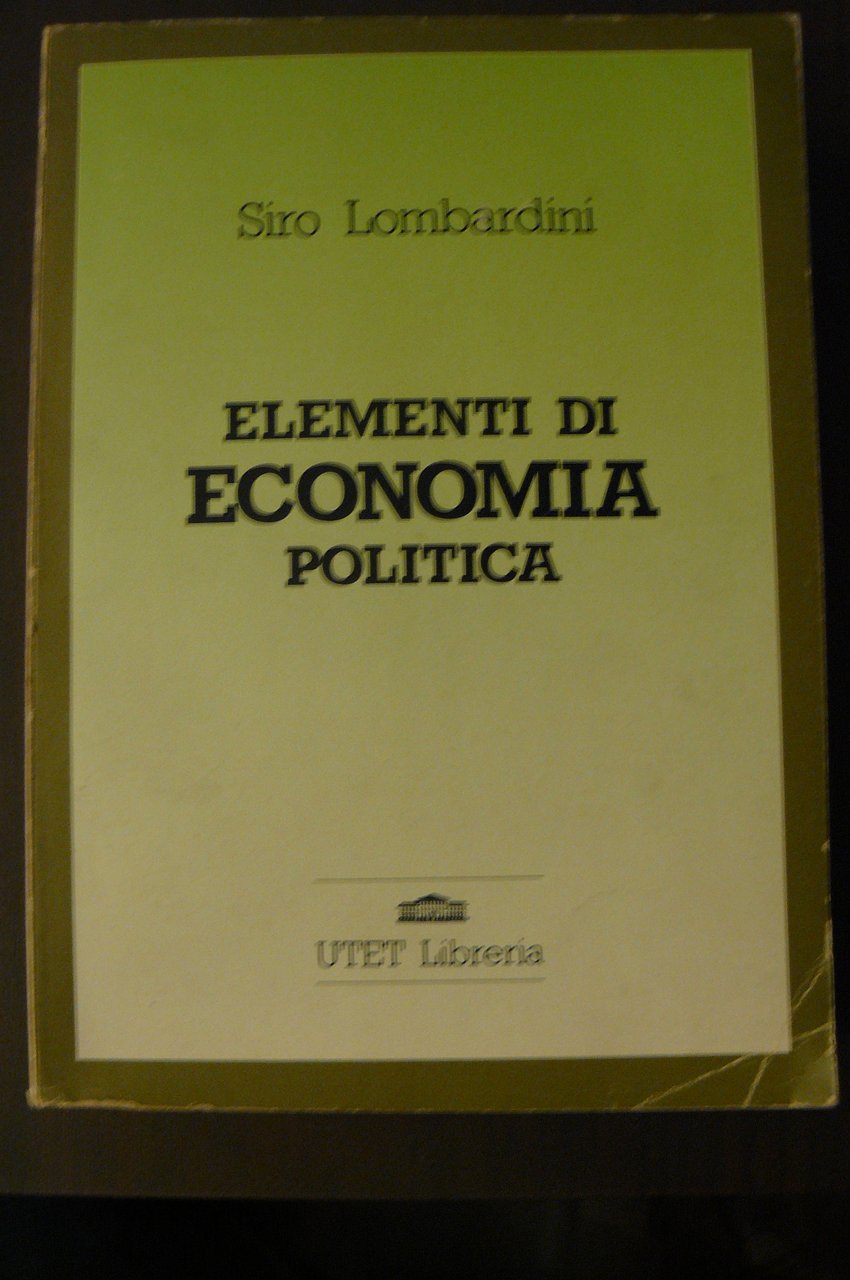 Siro Lombardini
ELEMENTI DI
ECONOMIA
POLITICA
UTET Libreria